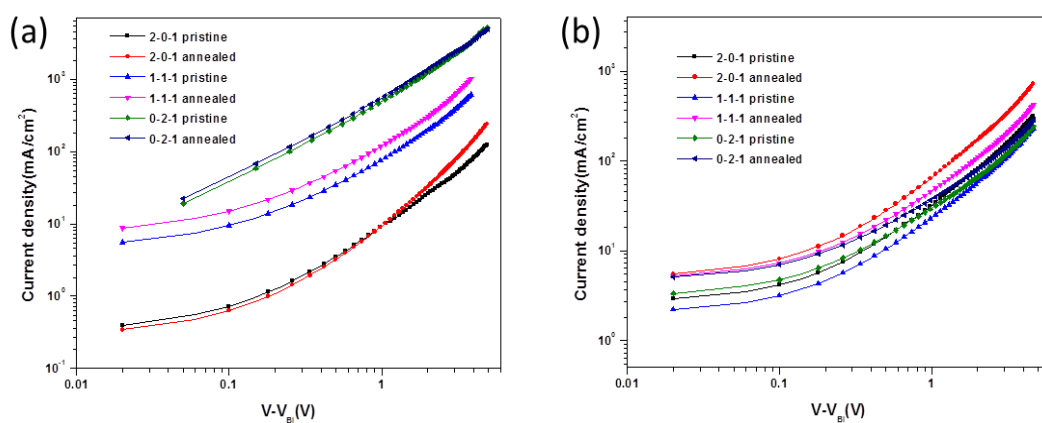 (a)
2-0-1 pristine
2-0-1 annealed
1-1-1 pristine
1-1-1 annealed
0-2-1 pristine
0-2-1 annealed
Current density(mA/cm²)
10³
10²
10¹
10⁰
10⁻¹
0.01
0.1
1
V-V_BI(V)
(b)
2-0-1 pristine
2-0-1 annealed
1-1-1 pristine
1-1-1 annealed
0-2-1 pristine
0-2-1 annealed
Current density(mA/cm²)
10³
10²
10¹
10⁰
0.01
0.1
1
V-V_BI(V)